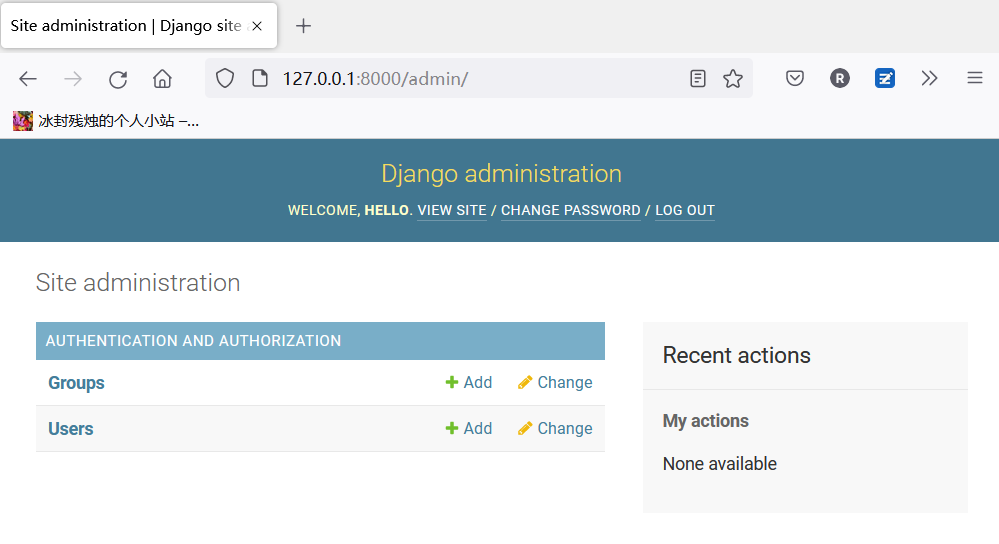 Site administration | Django site
127.0.0.1:8000/admin/
R
冰封残烛的个人小站 –...
Django administration
WELCOME, HELLO. VIEW SITE / CHANGE PASSWORD / LOG OUT
Site administration
AUTHENTICATION AND AUTHORIZATION
Groups Add Change
Users Add Change
Recent actions
My actions
None available